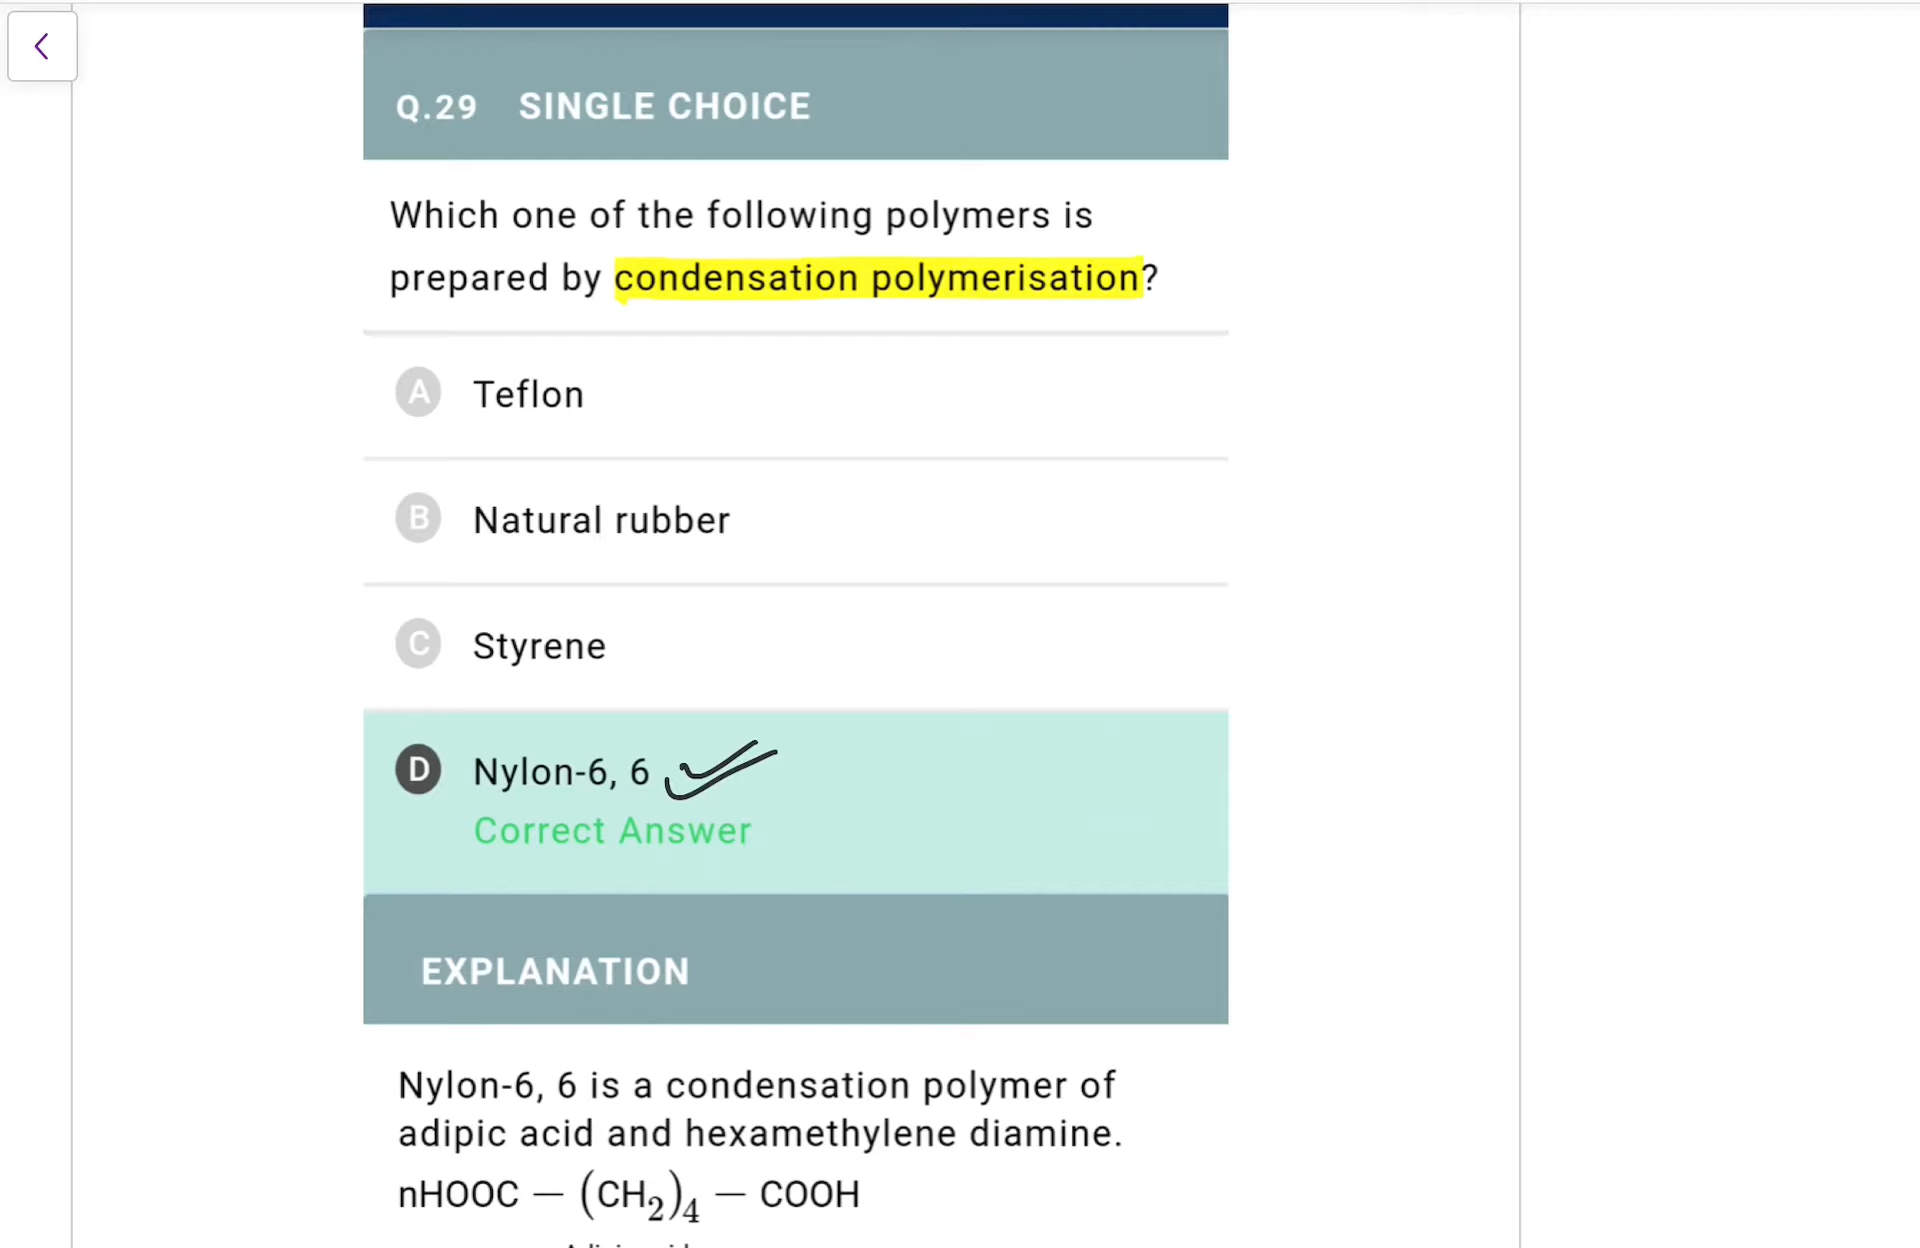 Q.29 SINGLE CHOICE
Which one of the following polymers is
prepared by condensation polymerisation?
A Teflon
B Natural rubber
C Styrene
D Nylon-6, 6
Correct Answer
EXPLANATION
Nylon-6, 6 is a condensation polymer of
adipic acid and hexamethylene diamine.
nHOOC — (CH₂)₄ — COOH